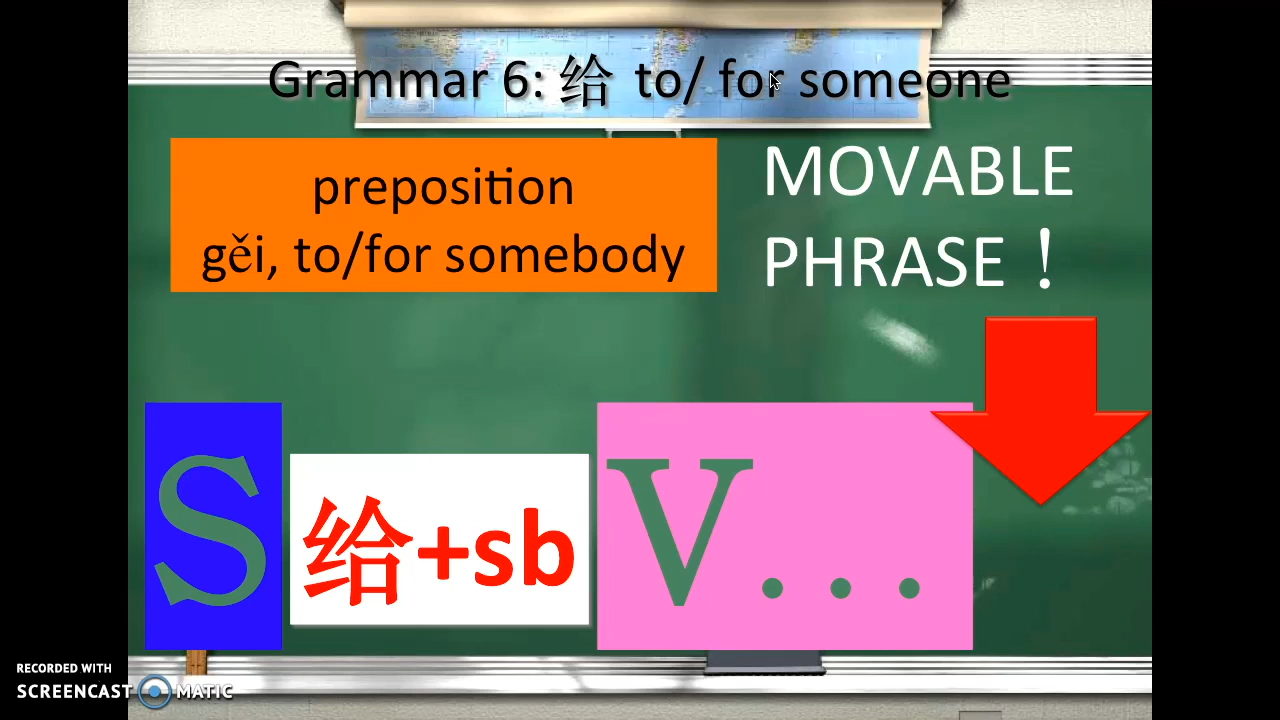 Grammar 6: 给 to/ for someone
preposition
gěi, to/for somebody
MOVABLE
PHRASE！
S 给+sb V...
RECORDED WITH
SCREENCAST MATIC